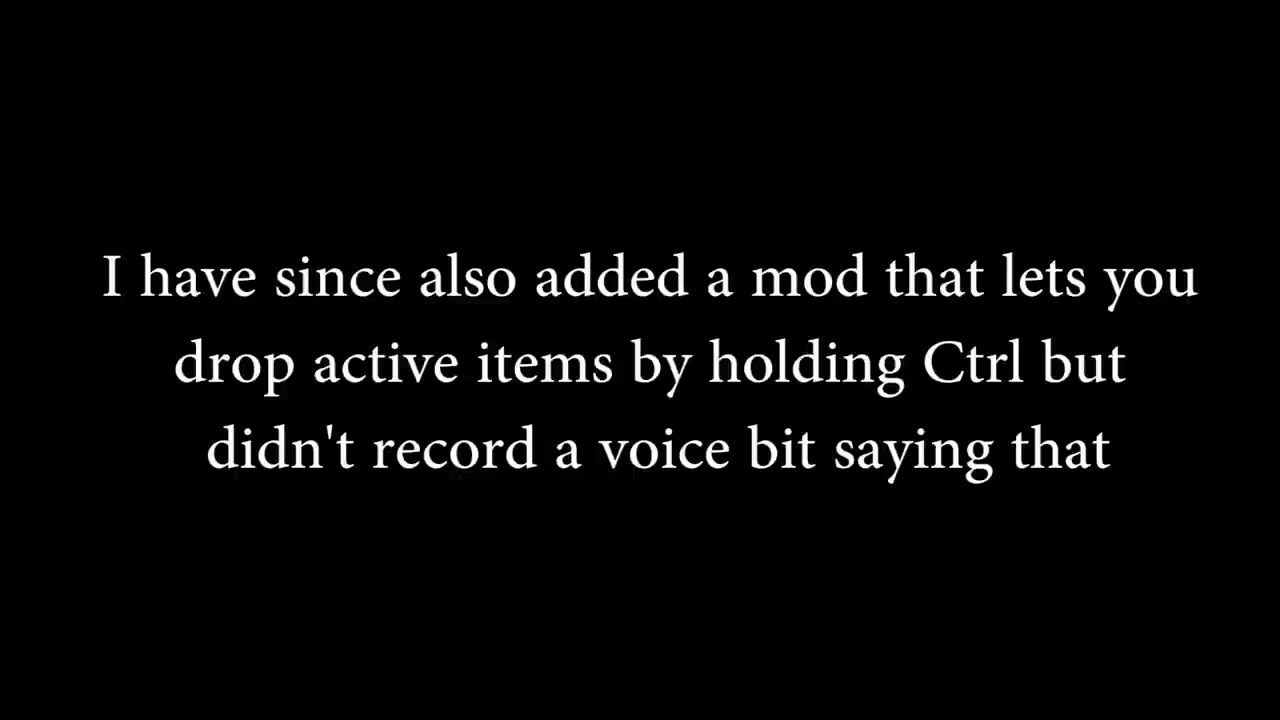 I have since also added a mod that lets you
drop active items by holding Ctrl but
didn't record a voice bit saying that